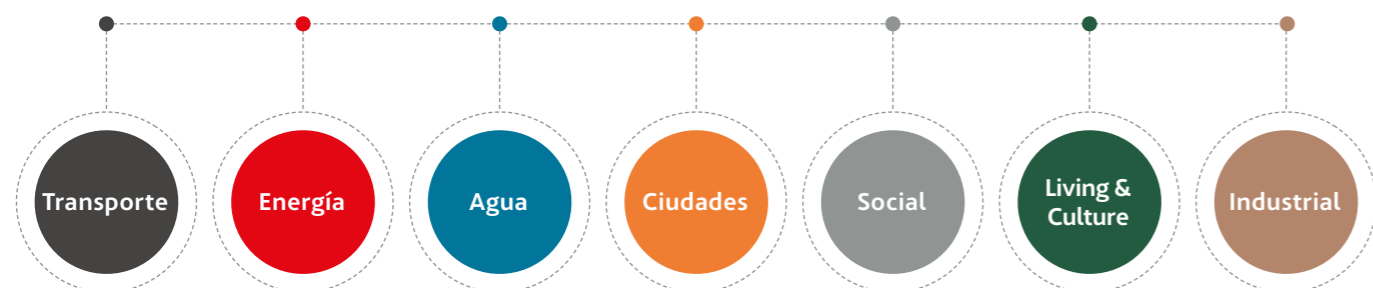 Transporte
Energía
Agua
Ciudades
Social
Living &
Culture
Industrial